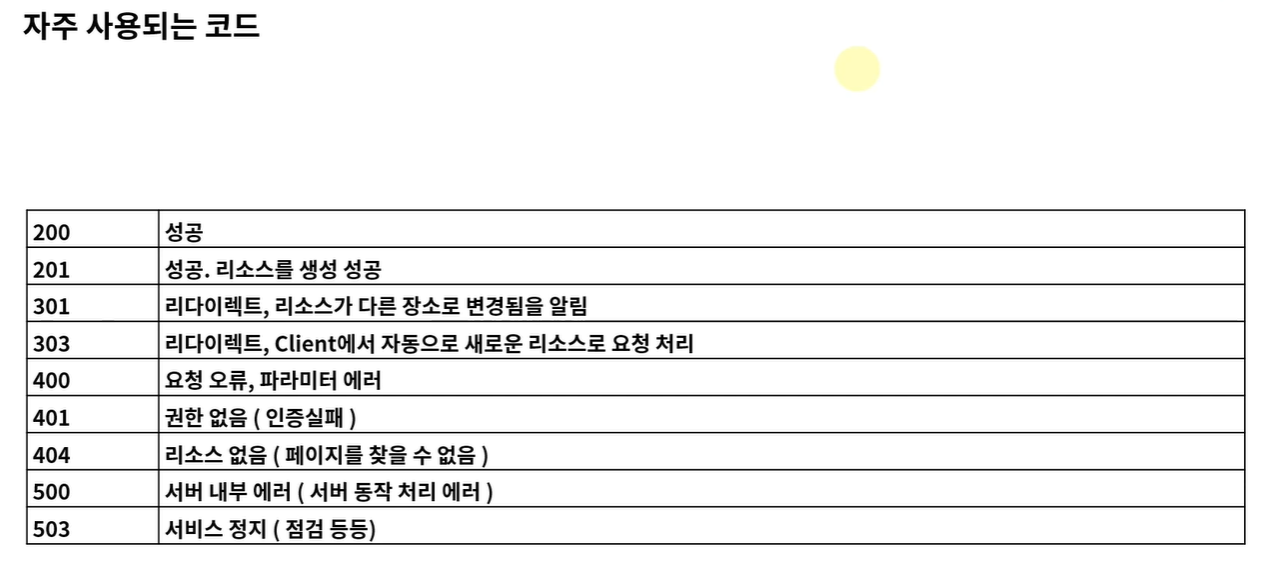 자주 사용되는 코드
200 성공
201 성공. 리소스를 생성 성공
301 리다이렉트, 리소스가 다른 장소로 변경됨을 알림
303 리다이렉트, Client에서 자동으로 새로운 리소스로 요청 처리
400 요청 오류, 파라미터 에러
401 권한 없음 ( 인증실패 )
404 리소스 없음 ( 페이지를 찾을 수 없음 )
500 서버 내부 에러 ( 서버 동작 처리 에러 )
503 서비스 정지 ( 점검 등등)